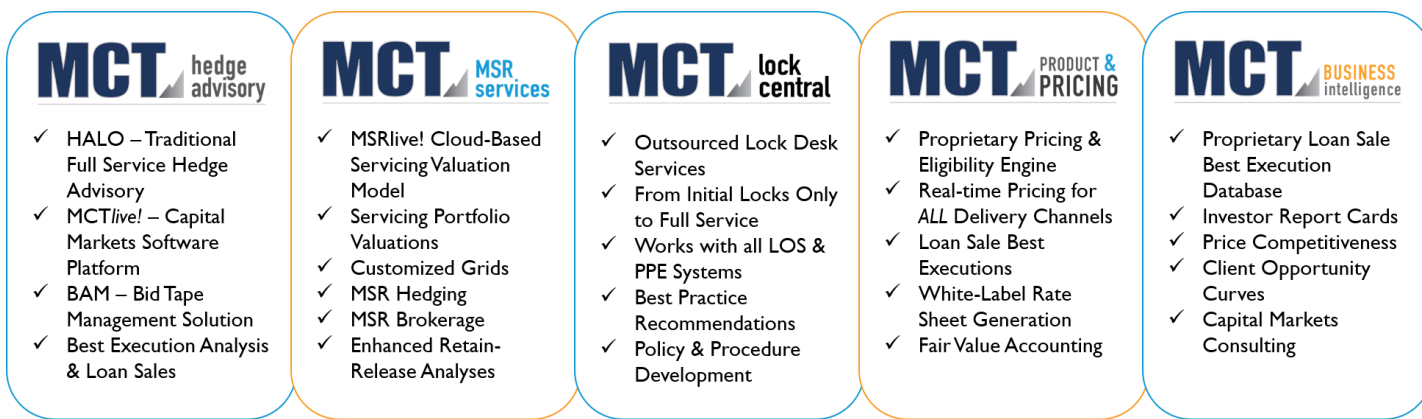 MCT hedge
advisory
✓ HALO – Traditional
Full Service Hedge
Advisory
✓ MCTlive! – Capital
Markets Software
Platform
✓ BAM – Bid Tape
Management Solution
✓ Best Execution Analysis
& Loan Sales
MCT MSR
services
✓ MSRlive! Cloud-Based
Servicing Valuation
Model
✓ Servicing Portfolio
Valuations
✓ Customized Grids
✓ MSR Hedging
✓ MSR Brokerage
✓ Enhanced Retain-
Release Analyses
MCT lock
central
✓ Outsourced Lock Desk
Services
✓ From Initial Locks Only
to Full Service
✓ Works with all LOS &
PPE Systems
✓ Best Practice
Recommendations
✓ Policy & Procedure
Development
MCT PRODUCT &
PRICING
✓ Proprietary Pricing &
Eligibility Engine
✓ Real-time Pricing for
ALL Delivery Channels
✓ Loan Sale Best
Executions
✓ White-Label Rate
Sheet Generation
✓ Fair Value Accounting
MCT BUSINESS
intelligence
✓ Proprietary Loan Sale
Best Execution
Database
✓ Investor Report Cards
✓ Price Competitiveness
✓ Client Opportunity
Curves
✓ Capital Markets
Consulting